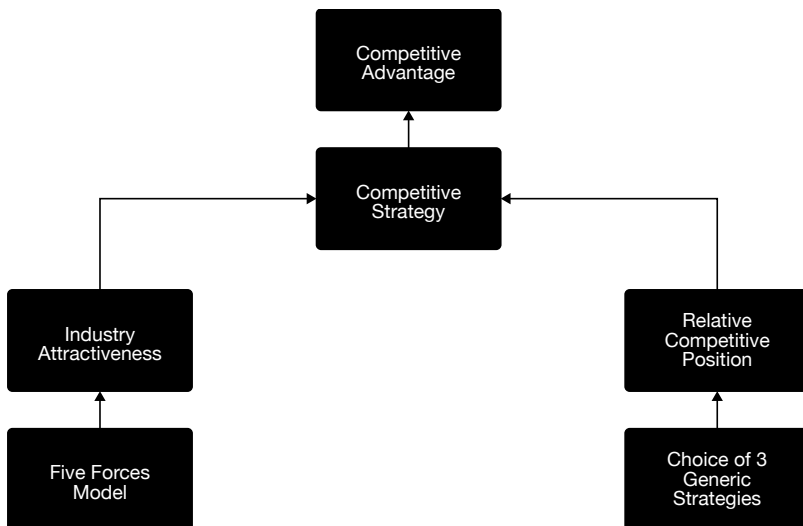 Competitive
Advantage
Competitive
Strategy
Industry
Attractiveness
Relative
Competitive
Position
Five Forces
Model
Choice of 3
Generic
Strategies